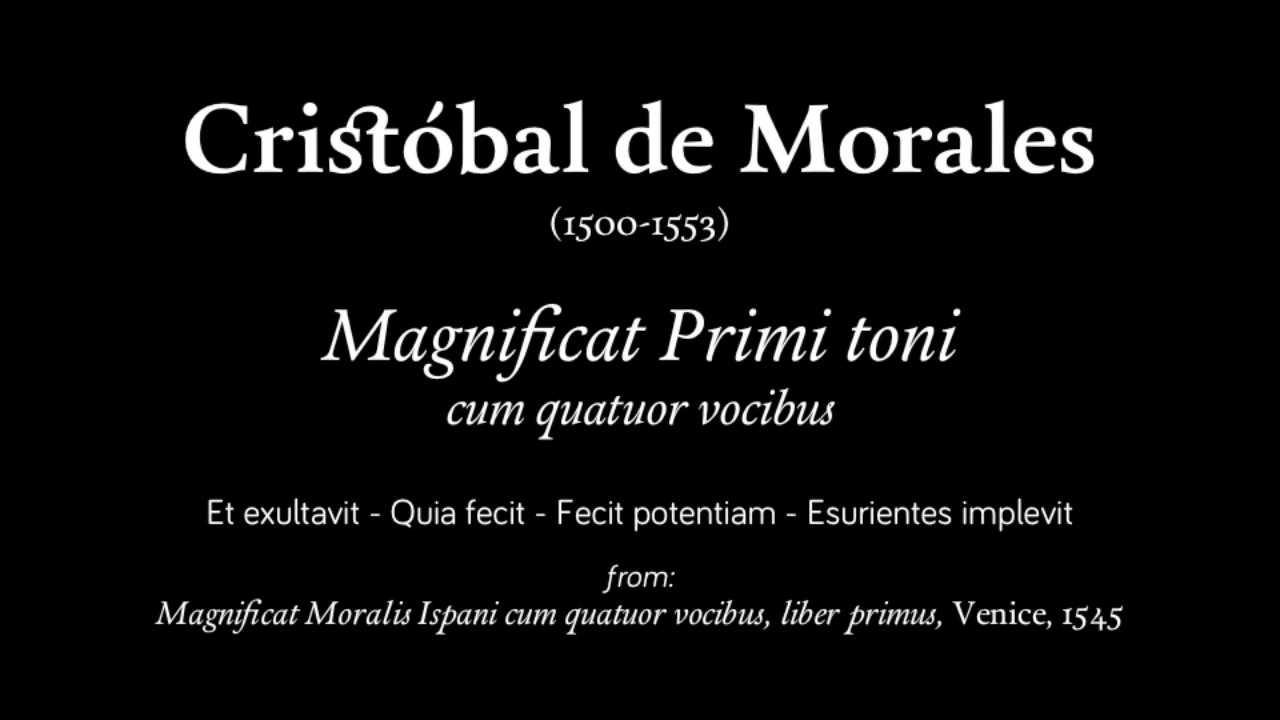 Cristóbal de Morales
(1500-1553)
Magnificat Primi toni
cum quatuor vocibus
Et exultavit - Quia fecit - Fecit potentiam - Esurientes implevit
from:
Magnificat Moralis Ispani cum quatuor vocibus, liber primus, Venice, 1545